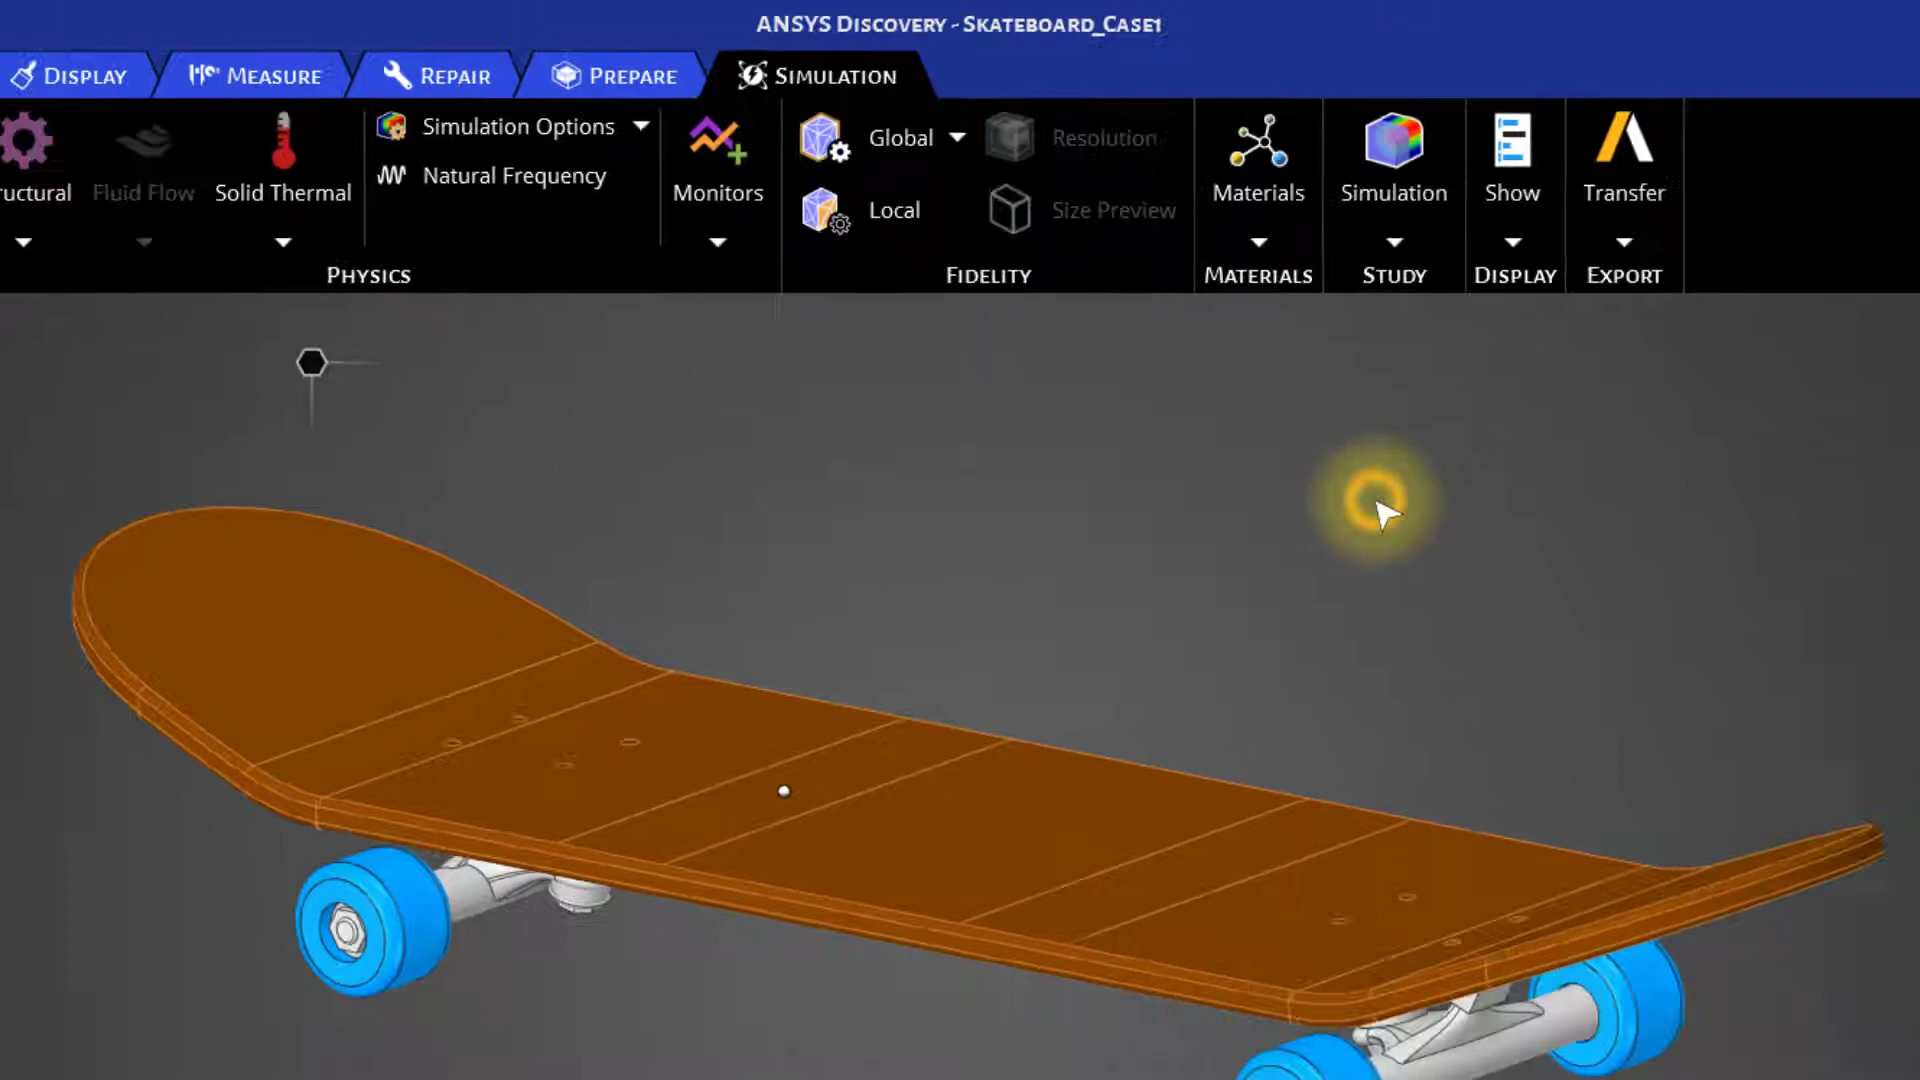 ANSYS DISCOVERY - SKATEBOARD_CASE1
DISPLAY MEASURE REPAIR PREPARE SIMULATION
Simulation Options
Global Resolution
Natural Frequency
ructural Fluid Flow Solid Thermal Monitors Materials Simulation Show Transfer
Local Size Preview
PHYSICS FIDELITY MATERIALS STUDY DISPLAY EXPORT